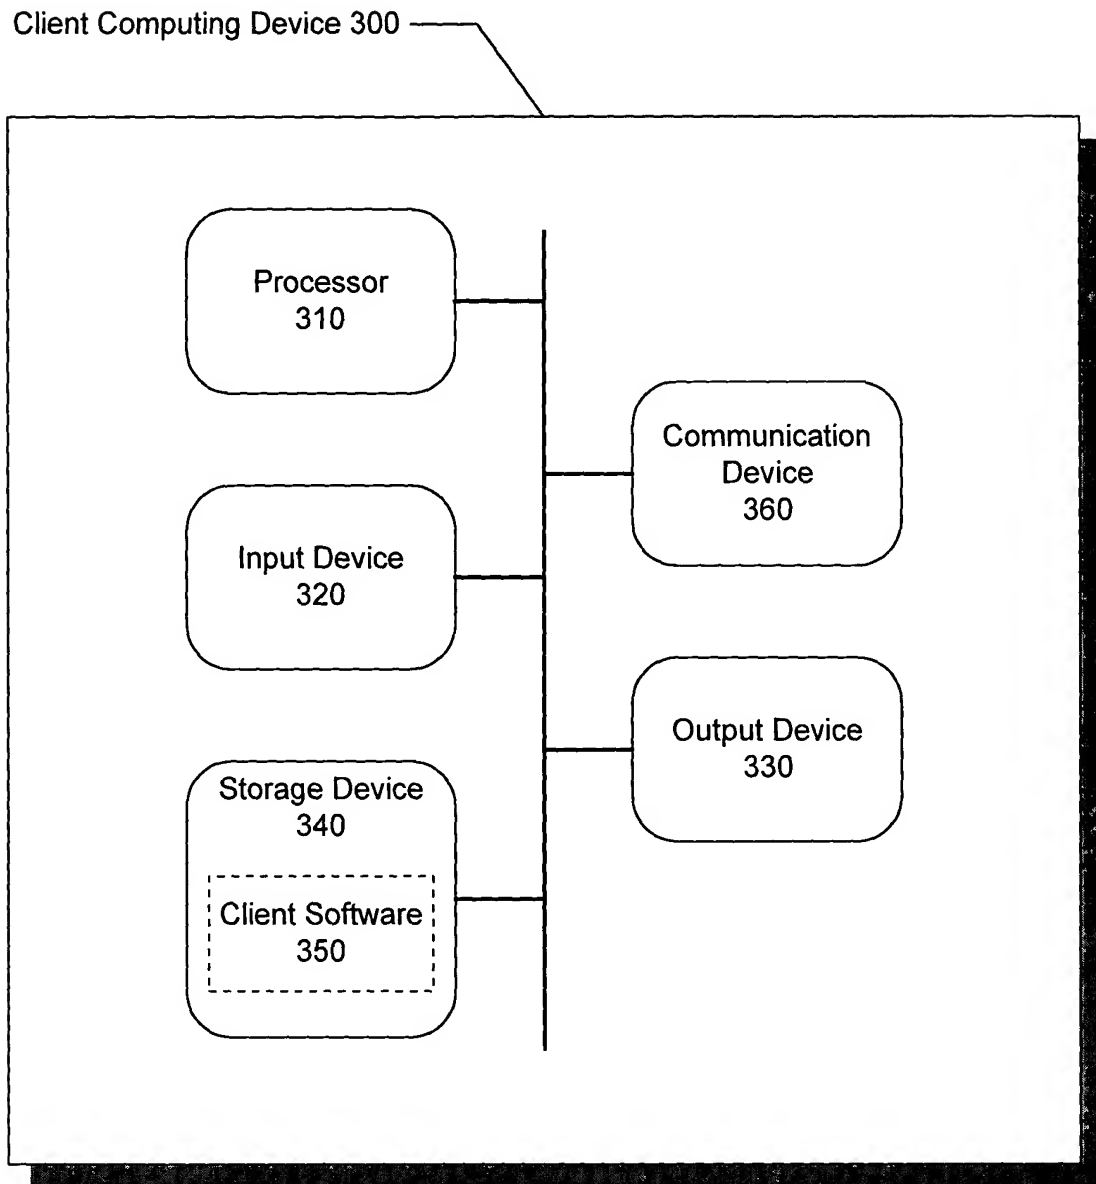 Client Computing Device 300
Processor
310
Communication
Device
360
Input Device
320
Output Device
330
Storage Device
340
Client Software
350